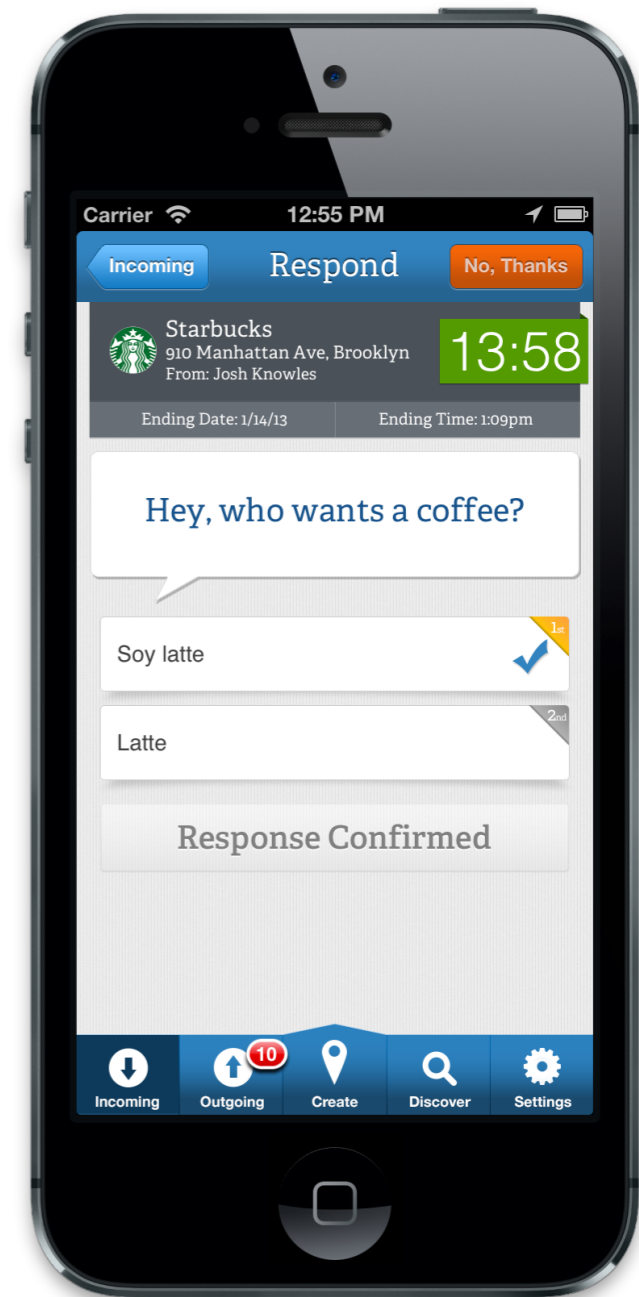 Carrier 12:55 PM
Incoming Respond No, Thanks
Starbucks
910 Manhattan Ave, Brooklyn
From: Josh Knowles
13:58
Ending Date: 1/14/13 Ending Time: 1:09pm
Hey, who wants a coffee?
1st
Soy latte
2nd
Latte
Response Confirmed
10
Incoming Outgoing Create Discover Settings